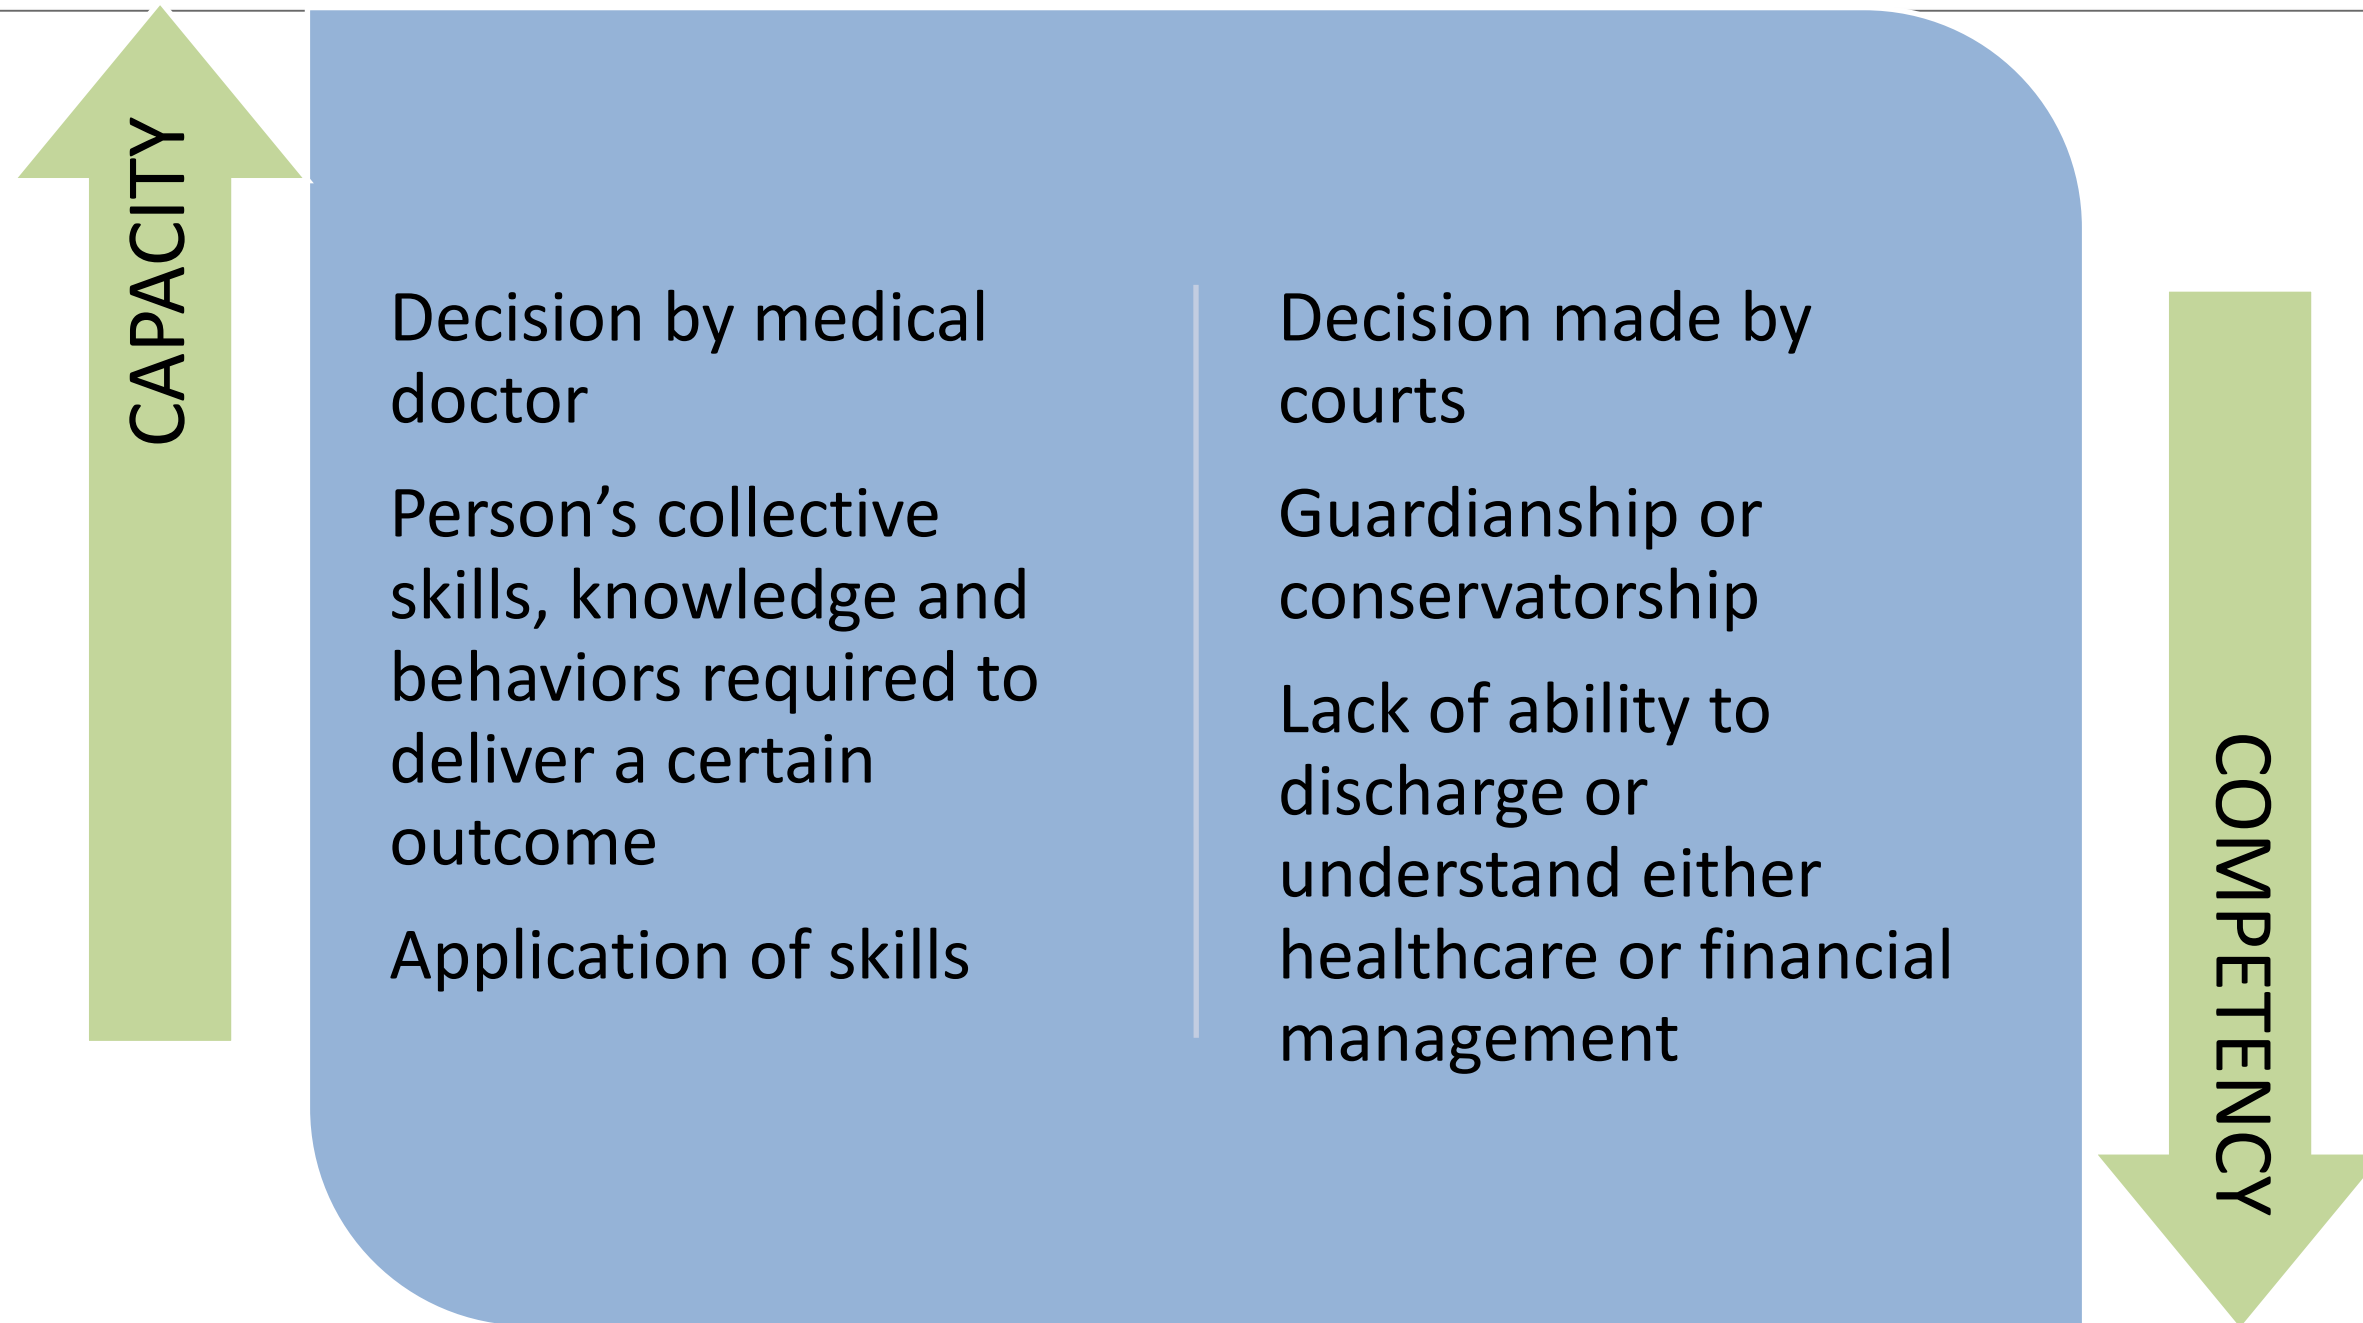 CAPACITY
Decision by medical
doctor
Person’s collective
skills, knowledge and
behaviors required to
deliver a certain
outcome
Application of skills
Decision made by
courts
Guardianship or
conservatorship
Lack of ability to
discharge or
understand either
healthcare or financial
management
COMPETENCY